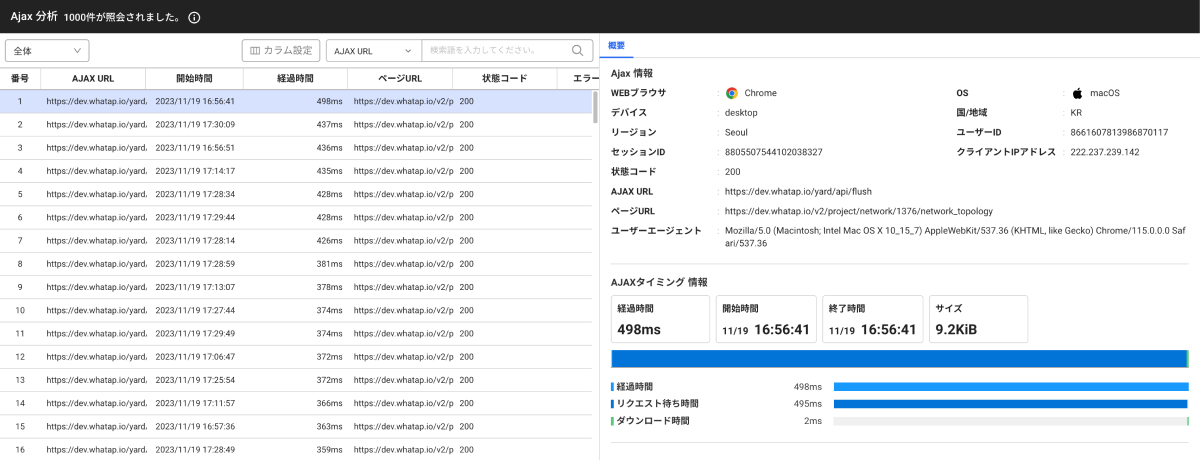 Ajax 分析 1000件が照会されました。
全体 カラム設定 AJAX URL 検索語を入力してください。
番号 AJAX URL 開始時間 経過時間 ページURL 状態コード エラー
1 https://dev.whatap.io/yard, 2023/11/19 16:56:41 498ms https://dev.whatap.io/v2/p 200
2 https://dev.whatap.io/yard, 2023/11/19 17:30:09 437ms https://dev.whatap.io/v2/p 200
3 https://dev.whatap.io/yard, 2023/11/19 16:56:51 436ms https://dev.whatap.io/v2/p 200
4 https://dev.whatap.io/yard, 2023/11/19 17:14:17 435ms https://dev.whatap.io/v2/p 200
5 https://dev.whatap.io/yard, 2023/11/19 17:28:34 428ms https://dev.whatap.io/v2/p 200
6 https://dev.whatap.io/yard, 2023/11/19 17:29:44 428ms https://dev.whatap.io/v2/p 200
7 https://dev.whatap.io/yard, 2023/11/19 17:28:14 426ms https://dev.whatap.io/v2/p 200
8 https://dev.whatap.io/yard, 2023/11/19 17:28:59 381ms https://dev.whatap.io/v2/p 200
9 https://dev.whatap.io/yard, 2023/11/19 17:13:07 378ms https://dev.whatap.io/v2/p 200
10 https://dev.whatap.io/yard, 2023/11/19 17:27:44 374ms https://dev.whatap.io/v2/p 200
11 https://dev.whatap.io/yard, 2023/11/19 17:29:49 374ms https://dev.whatap.io/v2/p 200
12 https://dev.whatap.io/yard, 2023/11/19 17:06:47 372ms https://dev.whatap.io/v2/p 200
13 https://dev.whatap.io/yard, 2023/11/19 17:25:54 372ms https://dev.whatap.io/v2/p 200
14 https://dev.whatap.io/yard, 2023/11/19 17:11:57 366ms https://dev.whatap.io/v2/p 200
15 https://dev.whatap.io/yard, 2023/11/19 16:57:36 363ms https://dev.whatap.io/v2/p 200
16 https://dev.whatap.io/yard, 2023/11/19 17:28:49 359ms https://dev.whatap.io/v2/p 200
概要
Ajax 情報
WEBブラウサ : Chrome OS : macOS
デバイス : desktop 国/地域 : KR
リージョン : Seoul ユーザーID : 8661607813986870117
セッションID : 8805507544102038327 クライアントIPアドレス : 222.237.239.142
状態コード : 200
AJAX URL : https://dev.whatap.io/yard/api/flush
ページURL : https://dev.whatap.io/v2/project/network/1376/network_topology
ユーザーエージェント : Mozilla/5.0 (Macintosh; Intel Mac OS X 10_15_7) AppleWebKit/537.36 (KHTML, like Gecko) Chrome/115.0.0.0 Saf
ari/537.36
AJAXタイミング 情報
経過時間 開始時間 終了時間 サイズ
498ms 11/19 16:56:41 11/19 16:56:41 9.2KiB
経過時間 498ms
リクエスト待ち時間 495ms
ダウンロード時間 2ms